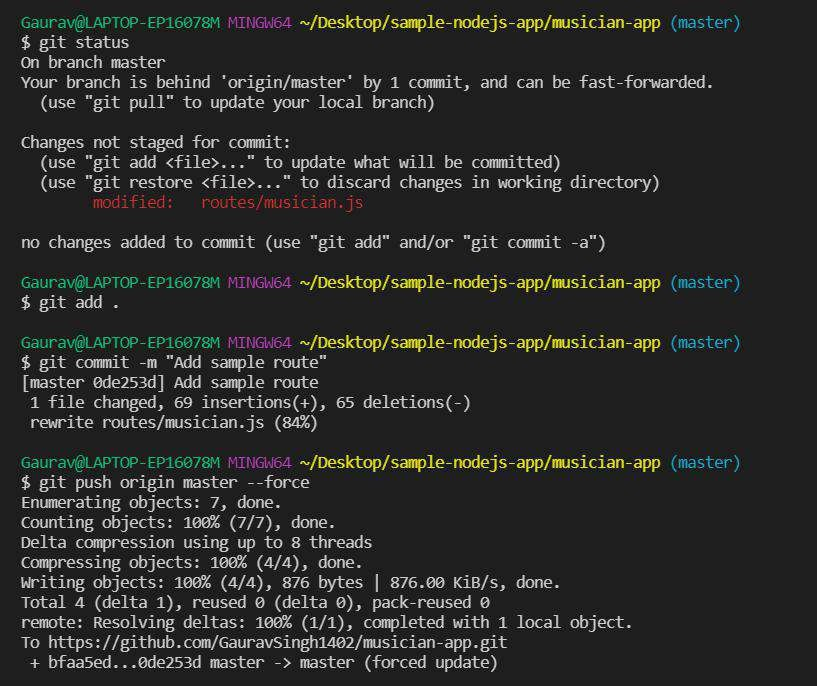 Gaurav@LAPTOP-EP16078M MINGW64 ~/Desktop/sample-nodejs-app/musician-app (master)
$ git status
On branch master
Your branch is behind 'origin/master' by 1 commit, and can be fast-forwarded.
  (use "git pull" to update your local branch)

Changes not staged for commit:
  (use "git add <file>..." to update what will be committed)
  (use "git restore <file>..." to discard changes in working directory)
        modified:   routes/musician.js

no changes added to commit (use "git add" and/or "git commit -a")

Gaurav@LAPTOP-EP16078M MINGW64 ~/Desktop/sample-nodejs-app/musician-app (master)
$ git add .

Gaurav@LAPTOP-EP16078M MINGW64 ~/Desktop/sample-nodejs-app/musician-app (master)
$ git commit -m "Add sample route"
[master 0de253d] Add sample route
 1 file changed, 69 insertions(+), 65 deletions(-)
 rewrite routes/musician.js (84%)

Gaurav@LAPTOP-EP16078M MINGW64 ~/Desktop/sample-nodejs-app/musician-app (master)
$ git push origin master --force
Enumerating objects: 7, done.
Counting objects: 100% (7/7), done.
Delta compression using up to 8 threads
Compressing objects: 100% (4/4), done.
Writing objects: 100% (4/4), 876 bytes | 876.00 KiB/s, done.
Total 4 (delta 1), reused 0 (delta 0), pack-reused 0
remote: Resolving deltas: 100% (1/1), completed with 1 local object.
To https://github.com/GauravSingh1402/musician-app.git
 + bfaa5ed...0de253d master -> master (forced update)